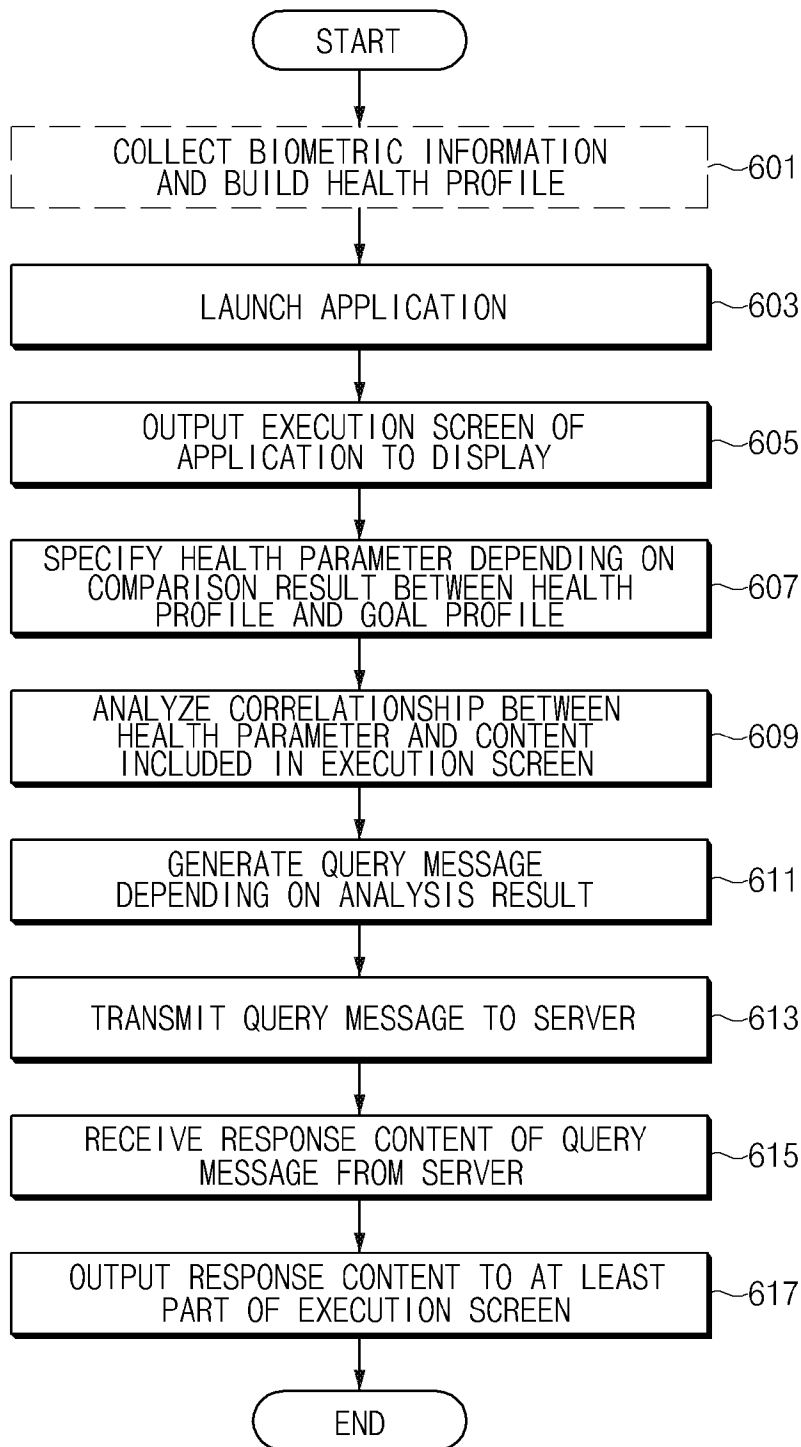 START
COLLECT BIOMETRIC INFORMATION
AND BUILD HEALTH PROFILE
601
LAUNCH APPLICATION
603
OUTPUT EXECUTION SCREEN OF
APPLICATION TO DISPLAY
605
SPECIFY HEALTH PARAMETER DEPENDING ON
COMPARISON RESULT BETWEEN HEALTH
PROFILE AND GOAL PROFILE
607
ANALYZE CORRELATIONSHIP BETWEEN
HEALTH PARAMETER AND CONTENT
INCLUDED IN EXECUTION SCREEN
609
GENERATE QUERY MESSAGE
DEPENDING ON ANALYSIS RESULT
611
TRANSMIT QUERY MESSAGE TO SERVER
613
RECEIVE RESPONSE CONTENT OF QUERY
MESSAGE FROM SERVER
615
OUTPUT RESPONSE CONTENT TO AT LEAST
PART OF EXECUTION SCREEN
617
END